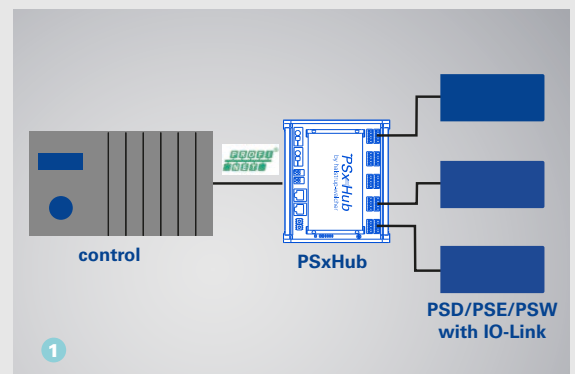 PROFI
NET
control
PSxHub
by halstrup-walcher
PSxHub
PSD/PSE/PSW
with IO-Link
1